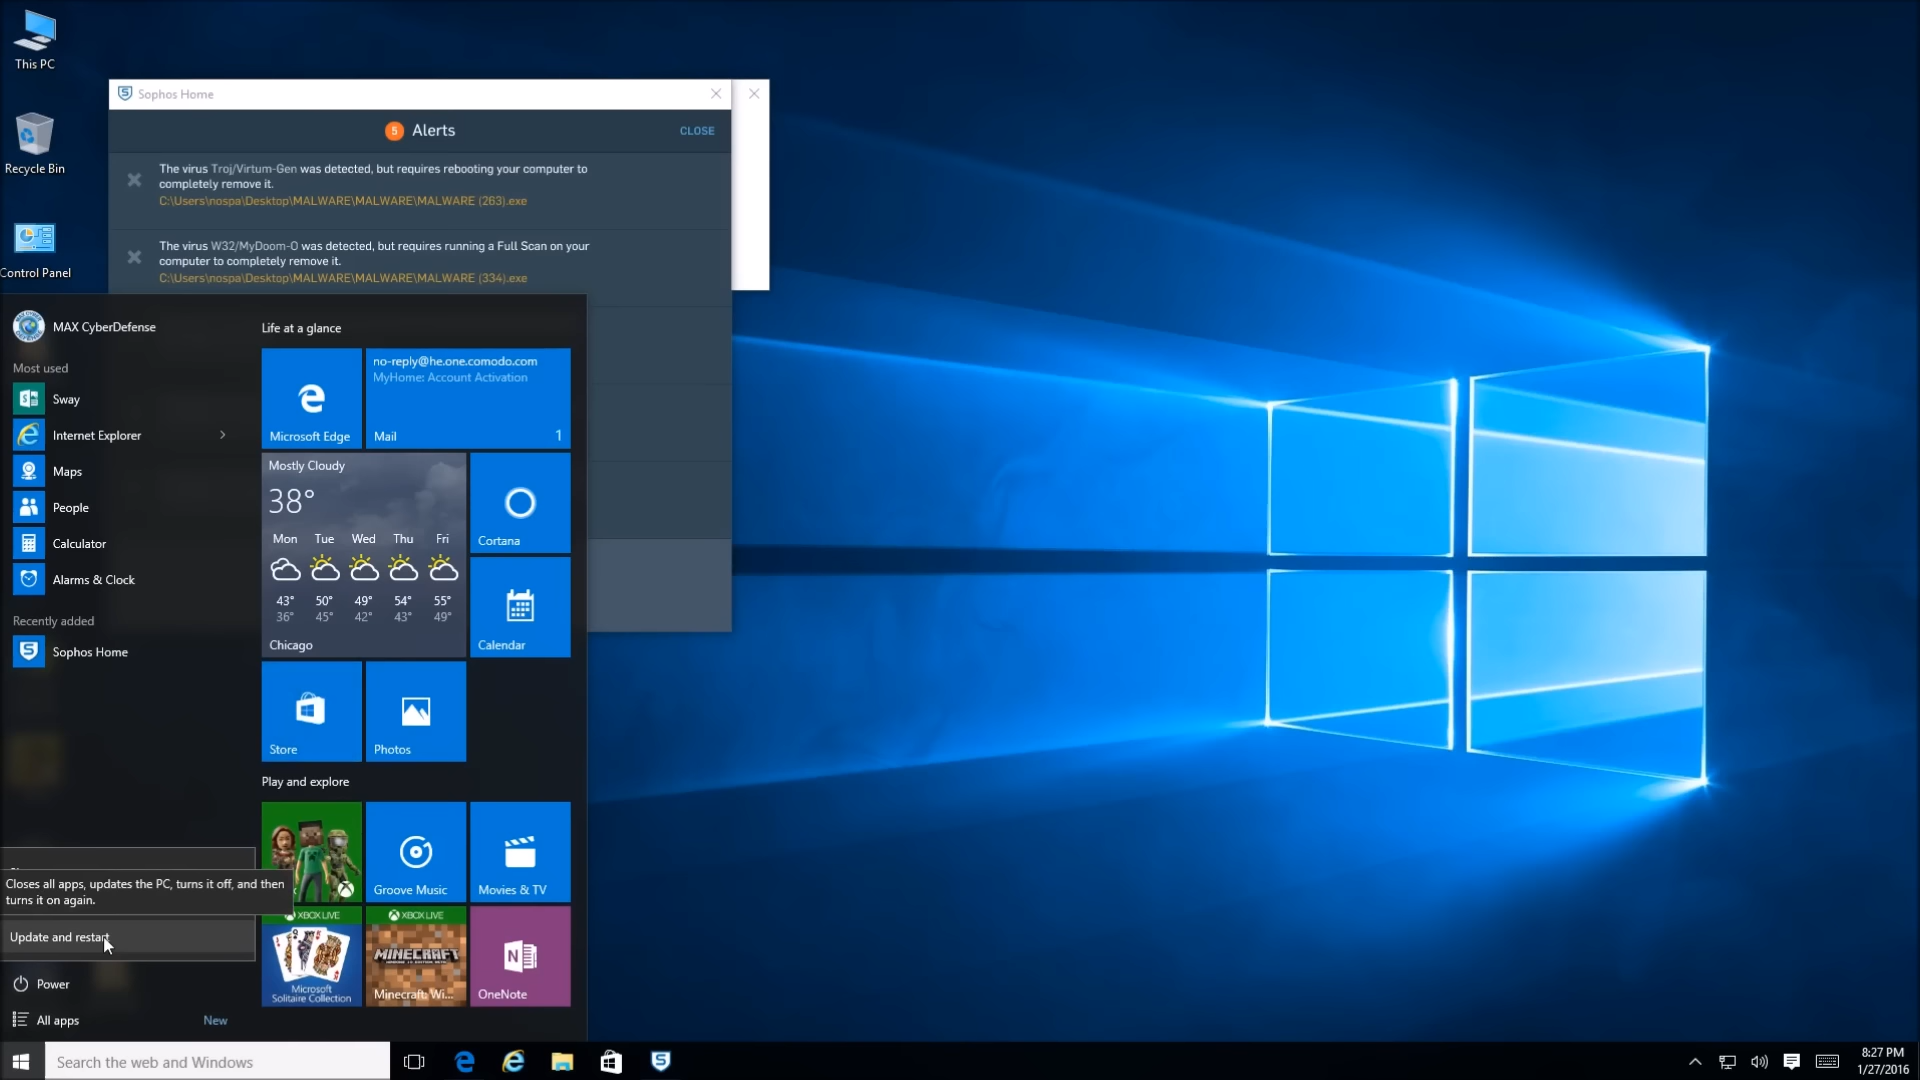 This PC
Recycle Bin
Control Panel
Sophos Home
5 Alerts
CLOSE
The virus Troj/Virtum-Gen was detected, but requires rebooting your computer to
completely remove it.
C:\Users\nospa\Desktop\MALWARE\MALWARE\MALWARE (263).exe
The virus W32/MyDoom-O was detected, but requires running a Full Scan on your
computer to completely remove it.
C:\Users\nospa\Desktop\MALWARE\MALWARE\MALWARE (334).exe
MAX CyberDefense
Most used
Sway
Internet Explorer
Maps
People
Calculator
Alarms & Clock
Recently added
Sophos Home
Life at a glance
Microsoft Edge
no-reply@he.one.comodo.com
MyHome: Account Activation
Mail 1
Mostly Cloudy
38°
Mon Tue Wed Thu Fri
43° 50° 49° 54° 55°
36° 45° 42° 43° 49°
Chicago
Cortana
Calendar
Store
Photos
Play and explore
Groove Music
Movies & TV
XBOX LIVE
Microsoft
Solitaire Collection
XBOX LIVE
MINECRAFT
Minecraft: Wi...
OneNote
Closes all apps, updates the PC, turns it off, and then
turns it on again.
Update and restart
Power
All apps New
Search the web and Windows
8:27 PM
1/27/2016